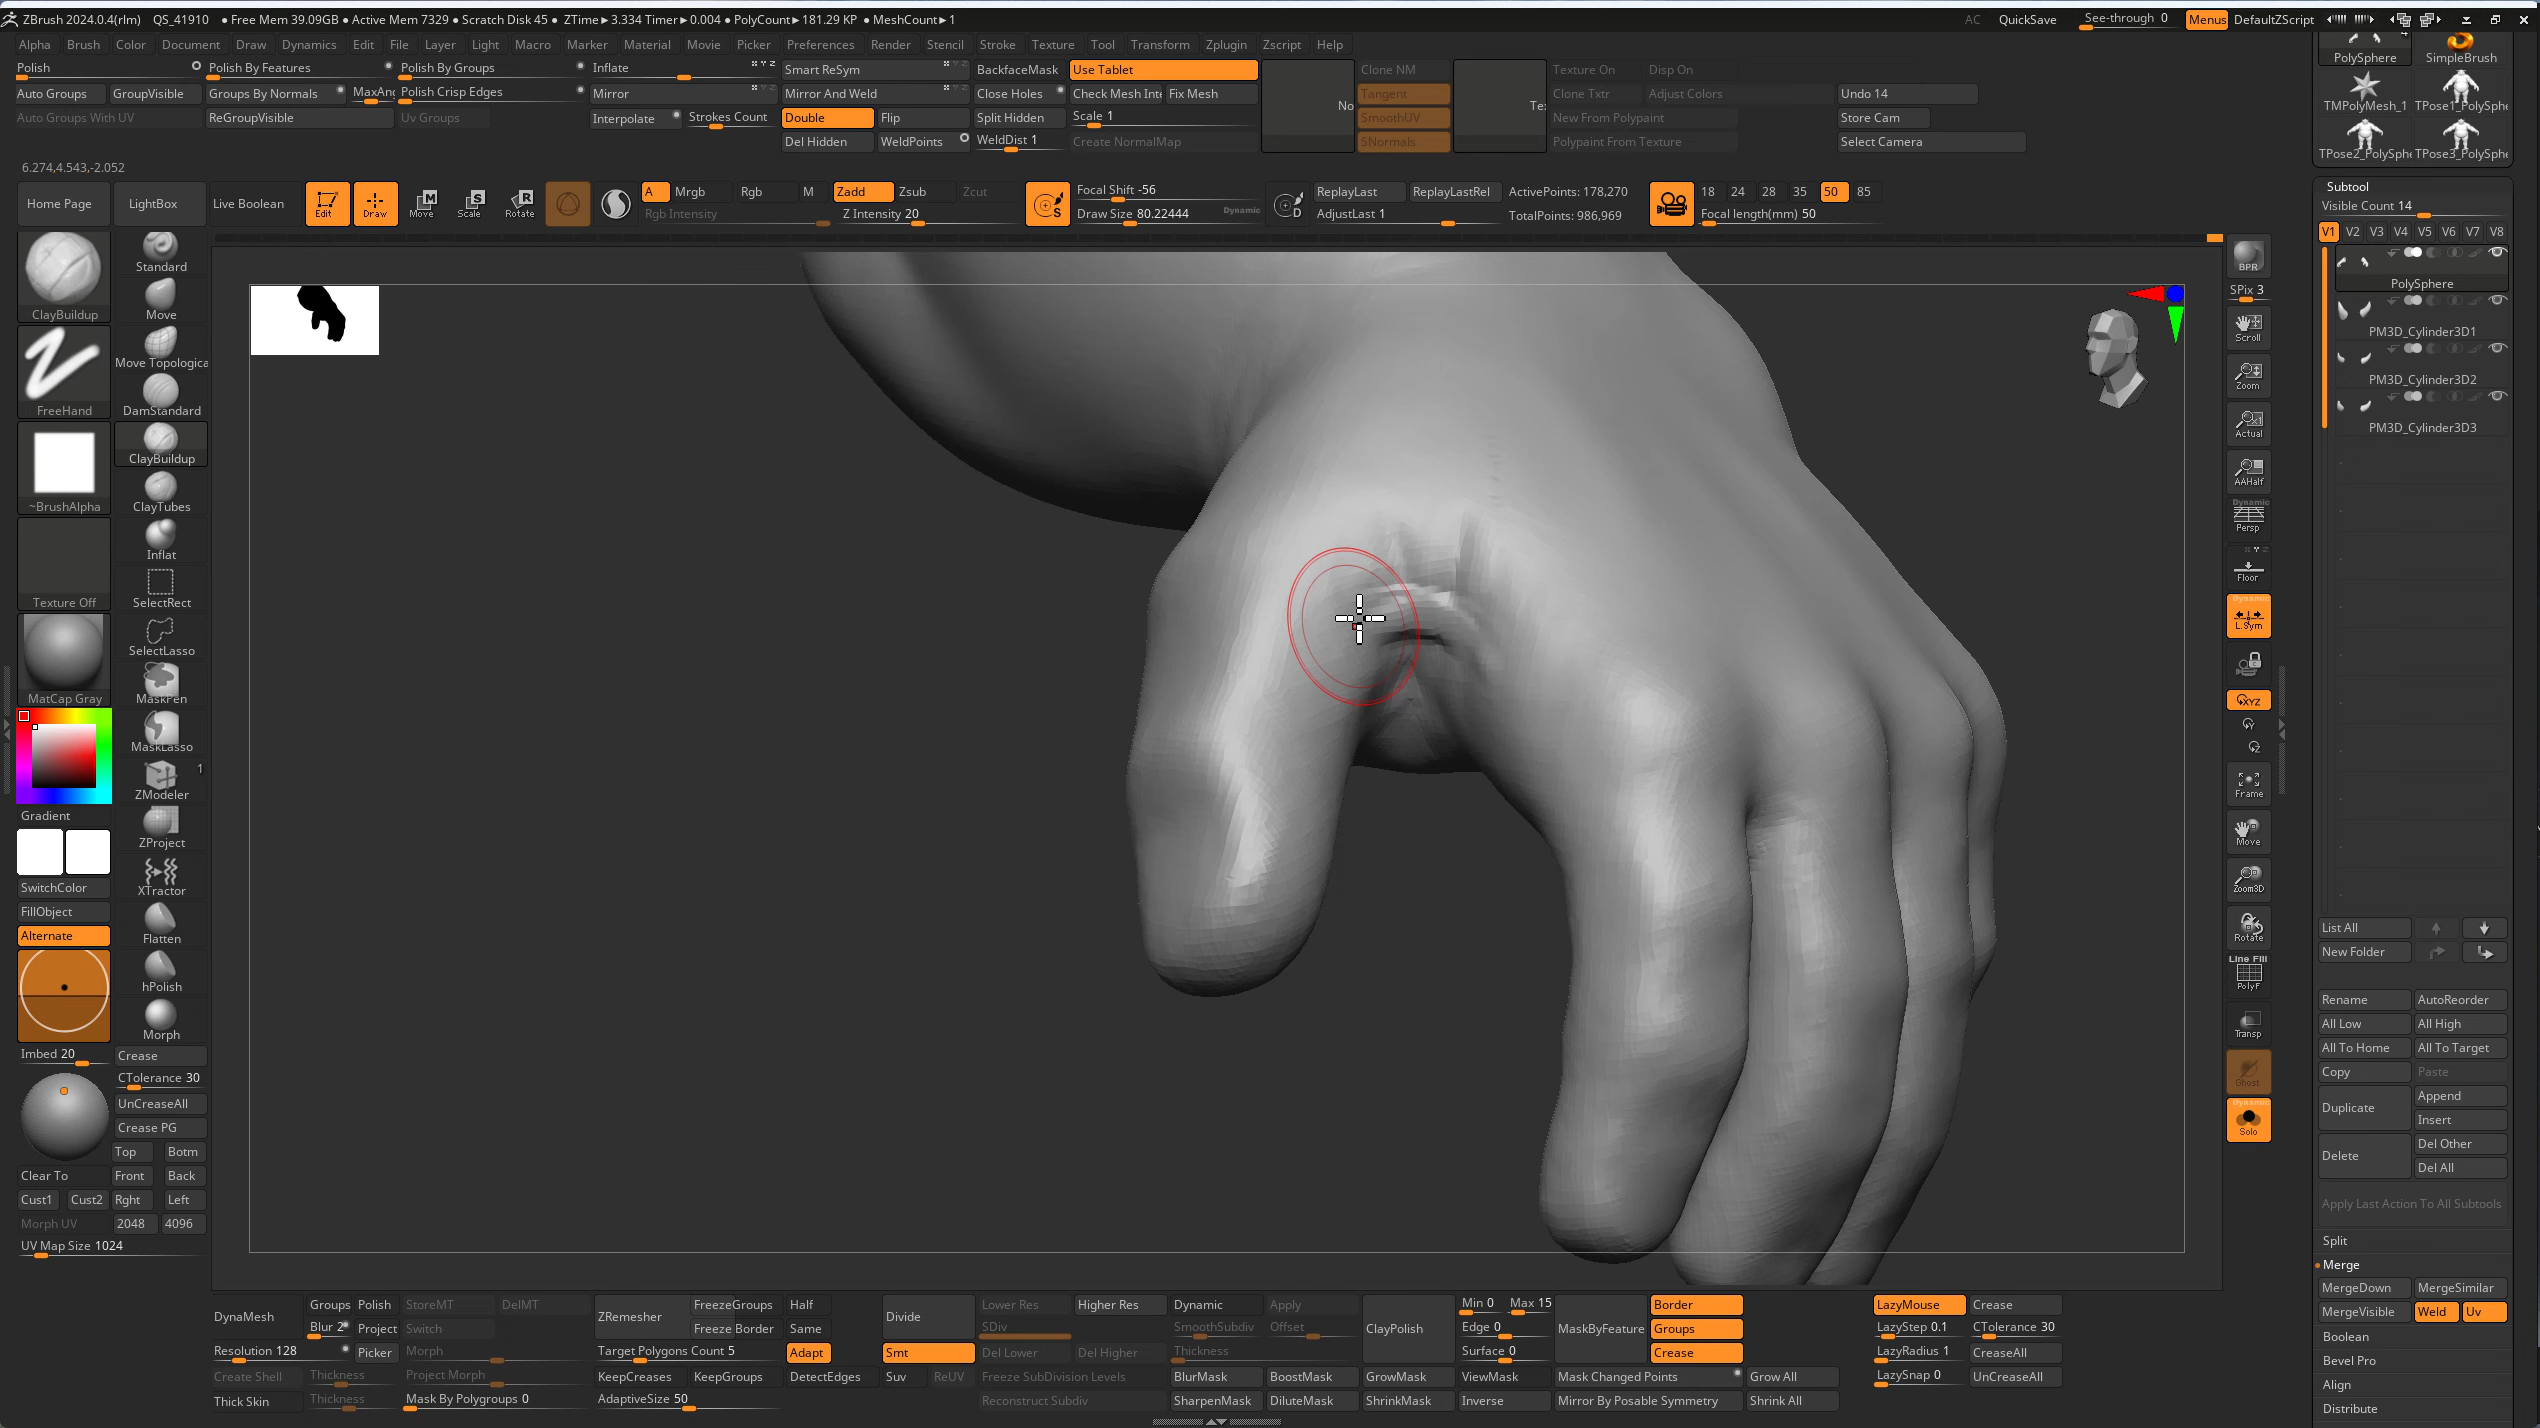 ZBrush 2024.0.4(rlm) QS_41910 ● Free Mem 39.09GB ● Active Mem 7329 ● Scratch Disk 45 ● ZTime►3.334 Timer►0.004 ● PolyCount►181.29 KP ● MeshCount►1 AC QuickSave See-through 0 Menus DefaultZScript
Alpha Brush Color Document Draw Dynamics Edit File Layer Light Macro Marker Material Movie Picker Preferences Render Stencil Stroke Texture Tool Transform Zplugin Zscript Help
Polish Polish By Features Polish By Groups Inflate Smart ReSym BackfaceMask Use Tablet Clone NM Texture On Disp On
Auto Groups GroupVisible Groups By Normals MaxAn Polish Crisp Edges Mirror Mirror And Weld Close Holes Check Mesh Inte Fix Mesh Tangent Clone Txtr Adjust Colors Undo 14
Auto Groups With UV ReGroupVisible Uv Groups Interpolate Strokes Count Double Flip Split Hidden Scale 1 No SmoothUV Te: New From Polypaint Store Cam
Del Hidden WeldPoints WeldDist 1 Create NormalMap SNormals Polypaint From Texture Select Camera
6.274,4.543,-2.052
Home Page LightBox Live Boolean Edit Draw Move Scale Rotate A Mrgb Rgb M Zadd Zsub Zcut Focal Shift -56 ReplayLast ReplayLastRel ActivePoints: 178,270 18 24 28 35 50 85
Rgb Intensity Z Intensity 20 Draw Size 80.22444 Dynamic AdjustLast 1 TotalPoints: 986,969 Focal length(mm) 50
ClayBuildup
FreeHand
~BrushAlpha
Texture Off
MatCap Gray
Gradient
SwitchColor
FillObject
Alternate
Imbed 20
Standard
Move
Move Topologica
DamStandard
ClayBuildup
ClayTubes
Inflat
SelectRect
SelectLasso
MaskPen
MaskLasso
1
ZModeler
ZProject
XTractor
Flatten
hPolish
Morph
Crease
CTolerance 30
UnCreaseAll
Crease PG
Top Botm
Clear To Front Back
Cust1 Cust2 Rght Left
Morph UV 2048 4096
UV Map Size 1024
BPR
SPix 3
Scroll
Zoom
Actual
AAHalf
Dynamic
Persp
Floor
Dynamic
L.Sym
XYZ
Frame
Move
Zoom3D
Rotate
Line Fill
PolyF
Transp
Ghost
Dynamic
Solo
4
PolySphere SimpleBrush
TMPolyMesh_1 TPose1_PolySphe
TPose2_PolySphe TPose3_PolySphe
Subtool
Visible Count 14
V1 V2 V3 V4 V5 V6 V7 V8
PolySphere
PM3D_Cylinder3D1
PM3D_Cylinder3D2
PM3D_Cylinder3D3
List All
New Folder
Rename AutoReorder
All Low All High
All To Home All To Target
Copy Paste
Duplicate Append
Insert
Delete Del Other
Del All
Apply Last Action To All Subtools
Split
Merge
MergeDown MergeSimilar
MergeVisible Weld Uv
Boolean
Bevel Pro
Align
Distribute
DynaMesh Groups Polish StoreMT DelMT ZRemesher FreezeGroups Half Divide Lower Res Higher Res Dynamic Apply ClayPolish Min 0 Max 15 MaskByFeature Border LazyMouse Crease
Blur 2 Project Switch Freeze Border Same SDiv SmoothSubdiv Offset Edge 0 Groups LazyStep 0.1 CTolerance 30
Resolution 128 Picker Morph Target Polygons Count 5 Adapt Smt Del Lower Del Higher Thickness Surface 0 Crease LazyRadius 1 CreaseAll
Create Shell Thickness Project Morph KeepCreases KeepGroups DetectEdges Suv ReUV Freeze SubDivision Levels BlurMask BoostMask GrowMask ViewMask Mask Changed Points Grow All LazySnap 0 UnCreaseAll
Thick Skin Thickness Mask By Polygroups 0 AdaptiveSize 50 Reconstruct Subdiv SharpenMask DiluteMask ShrinkMask Inverse Mirror By Posable Symmetry Shrink All